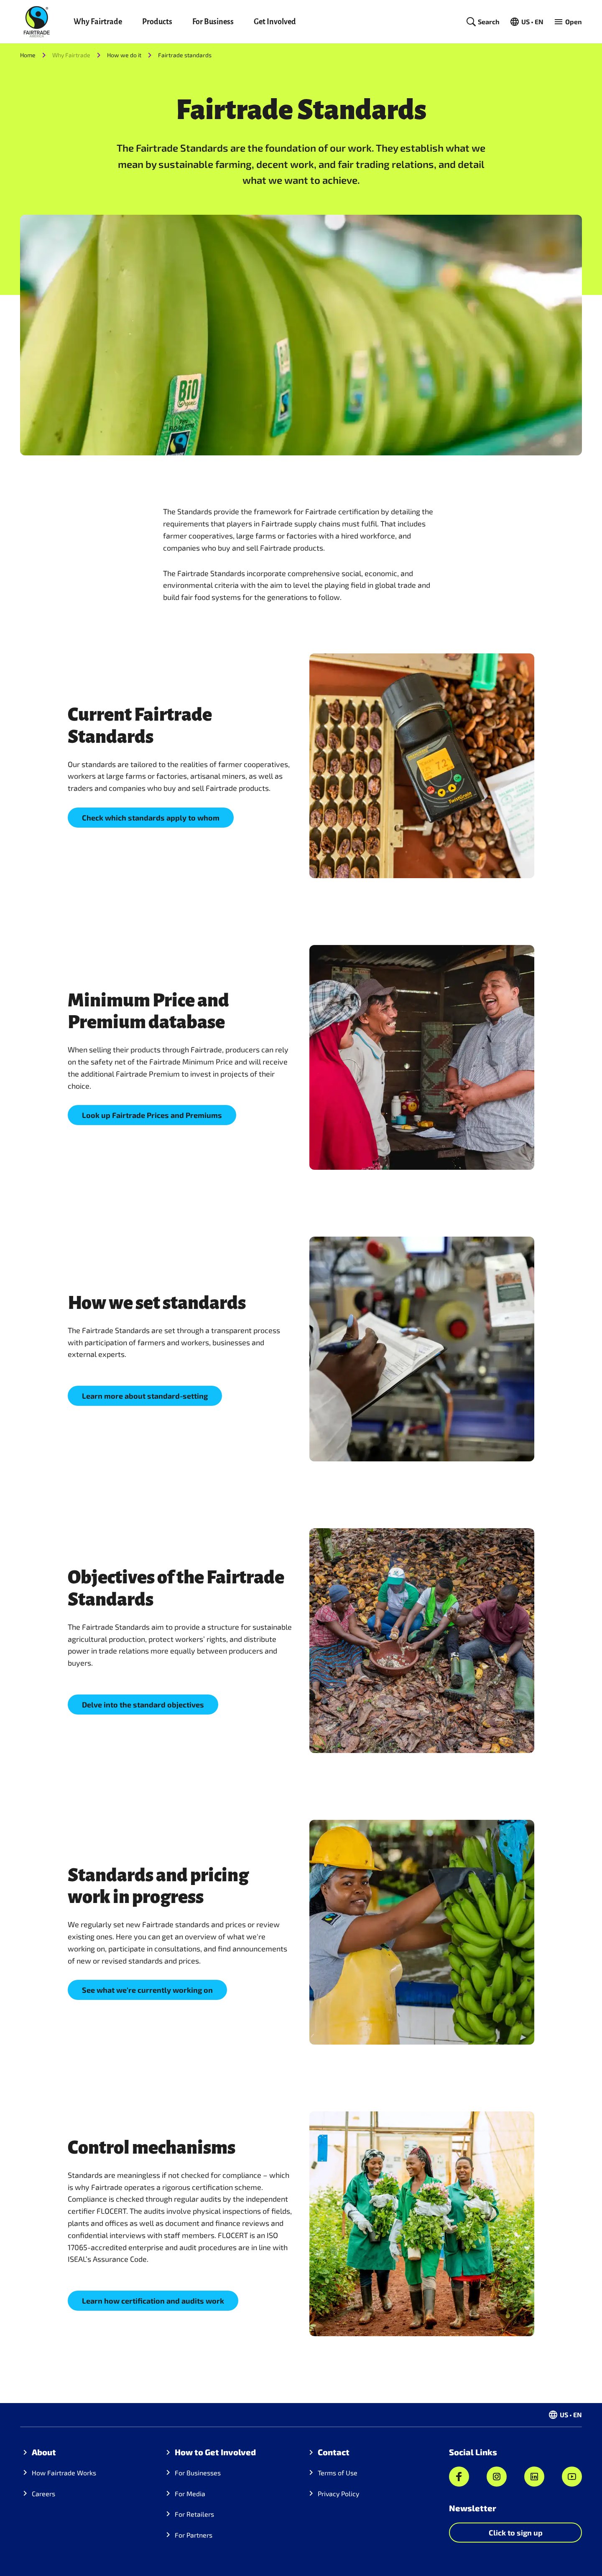 FAIRTRADE
Why Fairtrade
Products
For Business
Get Involved
Search
US • EN
Open
Home
Why Fairtrade
How we do it
Fairtrade standards
Fairtrade Standards
The Fairtrade Standards are the foundation of our work. They establish what we
mean by sustainable farming, decent work, and fair trading relations, and detail
what we want to achieve.
Bio
The Standards provide the framework for Fairtrade certification by detailing the
requirements that players in Fairtrade supply chains must fulfil. That includes
farmer cooperatives, large farms or factories with a hired workforce, and
companies who buy and sell Fairtrade products.
The Fairtrade Standards incorporate comprehensive social, economic, and
environmental criteria with the aim to level the playing field in global trade and
build fair food systems for the generations to follow.
Current Fairtrade
Standards
Our standards are tailored to the realities of farmer cooperatives,
workers at large farms or factories, artisanal miners, as well as
traders and companies who buy and sell Fairtrade products.
Check which standards apply to whom
Minimum Price and
Premium database
When selling their products through Fairtrade, producers can rely
on the safety net of the Fairtrade Minimum Price and will receive
the additional Fairtrade Premium to invest in projects of their
choice.
Look up Fairtrade Prices and Premiums
How we set standards
The Fairtrade Standards are set through a transparent process
with participation of farmers and workers, businesses and
external experts.
Learn more about standard-setting
Objectives of the Fairtrade
Standards
The Fairtrade Standards aim to provide a structure for sustainable
agricultural production, protect workers’ rights, and distribute
power in trade relations more equally between producers and
buyers.
Delve into the standard objectives
Standards and pricing
work in progress
We regularly set new Fairtrade standards and prices or review
existing ones. Here you can get an overview of what we're
working on, participate in consultations, and find announcements
of new or revised standards and prices.
See what we're currently working on
Control mechanisms
Standards are meaningless if not checked for compliance – which
is why Fairtrade operates a rigorous certification scheme.
Compliance is checked through regular audits by the independent
certifier FLOCERT. The audits involve physical inspections of fields,
plants and offices as well as document and finance reviews and
confidential interviews with staff members. FLOCERT is an ISO
17065-accredited enterprise and audit procedures are in line with
ISEAL's Assurance Code.
Learn how certification and audits work
US • EN
About
How Fairtrade Works
Careers
How to Get Involved
For Businesses
For Media
For Retailers
For Partners
Contact
Terms of Use
Privacy Policy
Social Links
Newsletter
Click to sign up